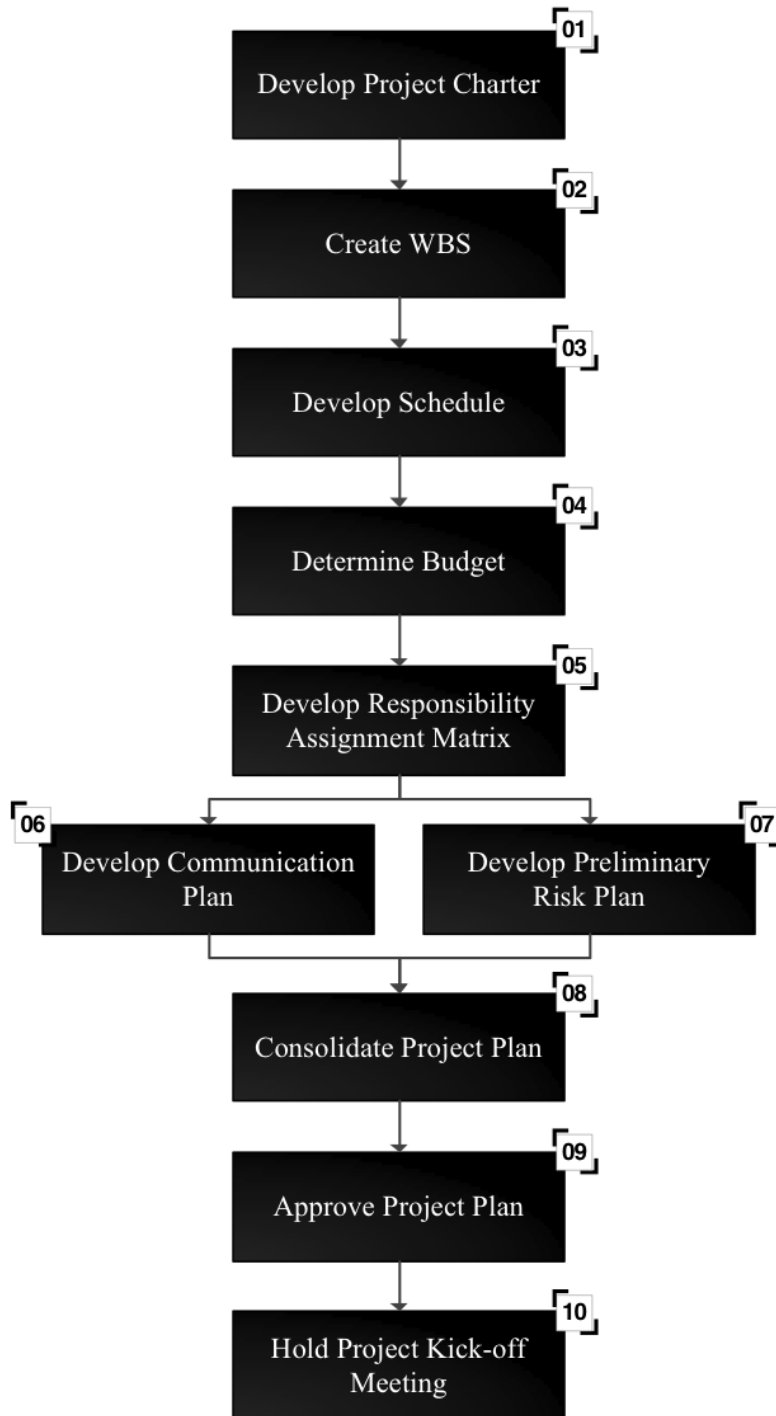 01
Develop Project Charter
02
Create WBS
03
Develop Schedule
04
Determine Budget
05
Develop Responsibility
Assignment Matrix
06
Develop Communication
Plan
07
Develop Preliminary
Risk Plan
08
Consolidate Project Plan
09
Approve Project Plan
10
Hold Project Kick-off
Meeting